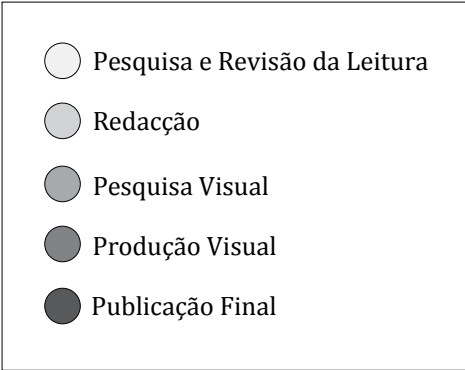 Pesquisa e Revisão da Leitura
Redacção
Pesquisa Visual
Produção Visual
Publicação Final